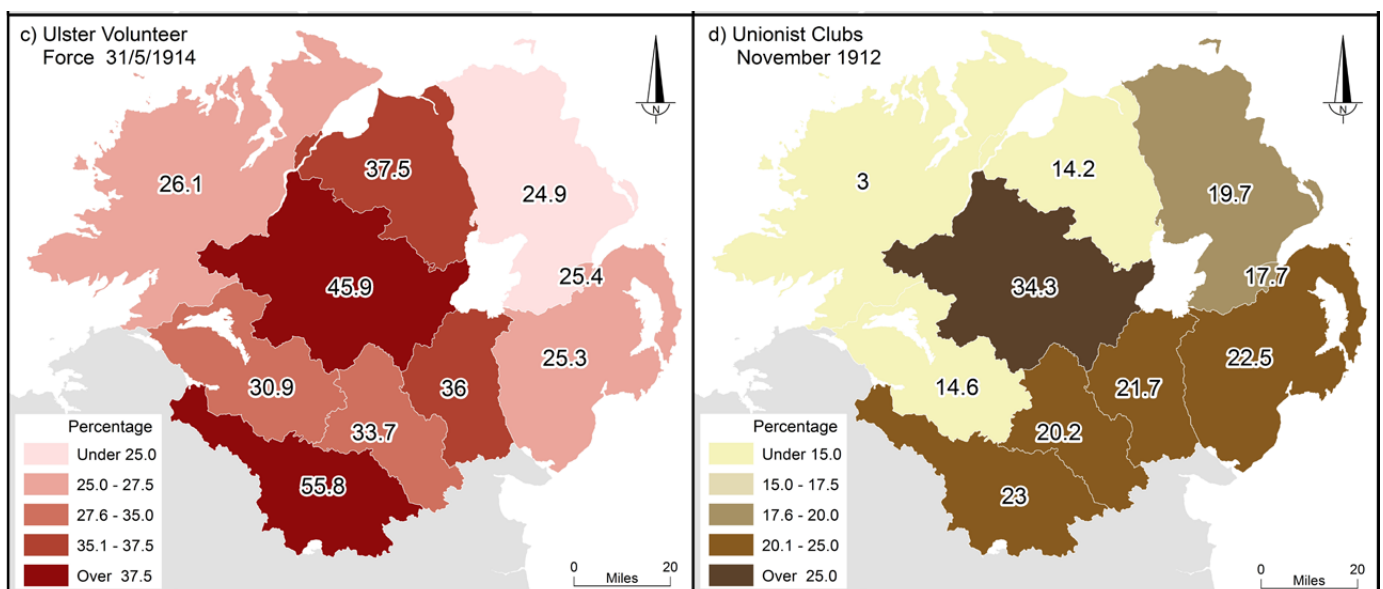 c) Ulster Volunteer
Force 31/5/1914
N
26.1
37.5
24.9
45.9
25.4
25.3
30.9
36
33.7
55.8
Percentage
Under 25.0
25.0 - 27.5
27.6 - 35.0
35.1 - 37.5
Over 37.5
0 20
Miles
d) Unionist Clubs
November 1912
N
3
14.2
19.7
34.3
17.7
22.5
14.6
21.7
20.2
23
Percentage
Under 15.0
15.0 - 17.5
17.6 - 20.0
20.1 - 25.0
Over 25.0
0 20
Miles